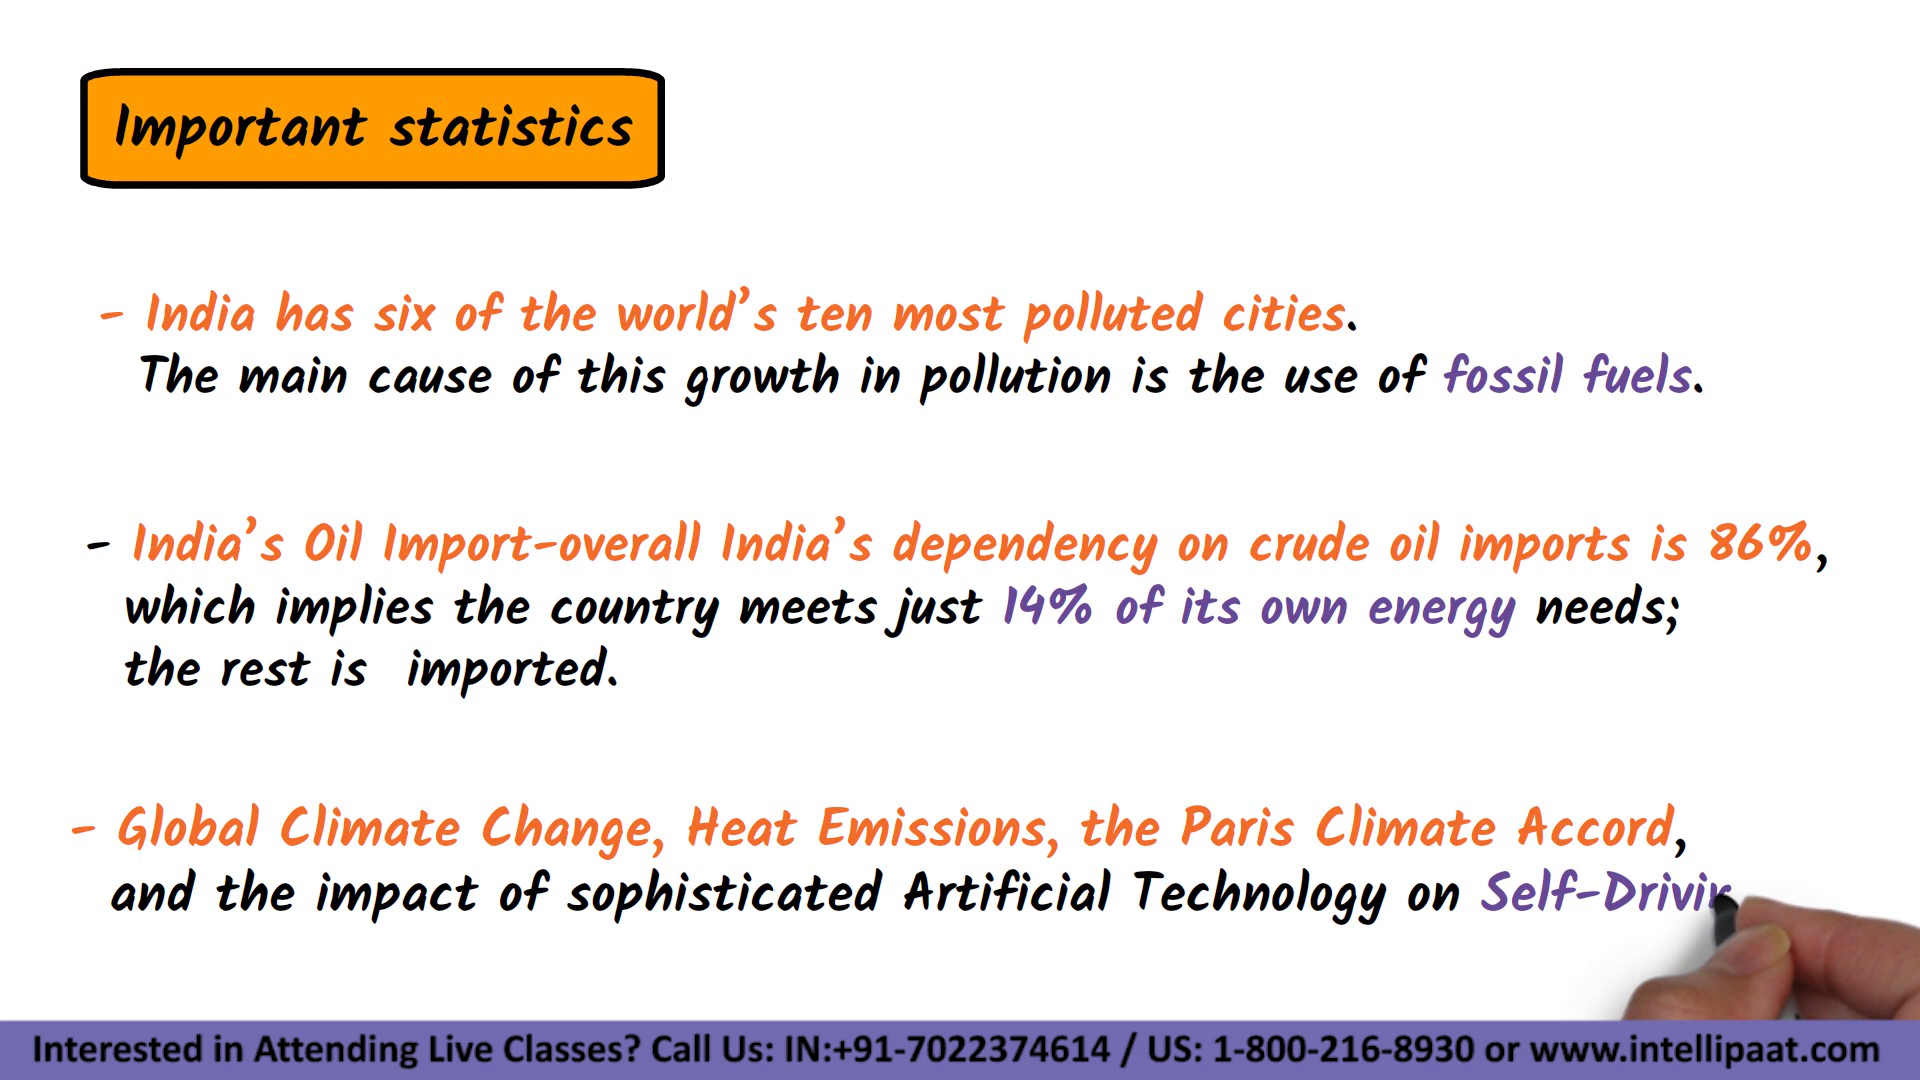 Important statistics
- India has six of the world's ten most polluted cities.
The main cause of this growth in pollution is the use of fossil fuels.
- India's Oil Import-overall India's dependency on crude oil imports is 86%,
which implies the country meets just 14% of its own energy needs;
the rest is imported.
- Global Climate Change, Heat Emissions, the Paris Climate Accord,
and the impact of sophisticated Artificial Technology on
Interested in Attending Live Classes? Call Us: IN:+91-7022374614 / US: 1-800-216-8930 or www.intellipaat.com